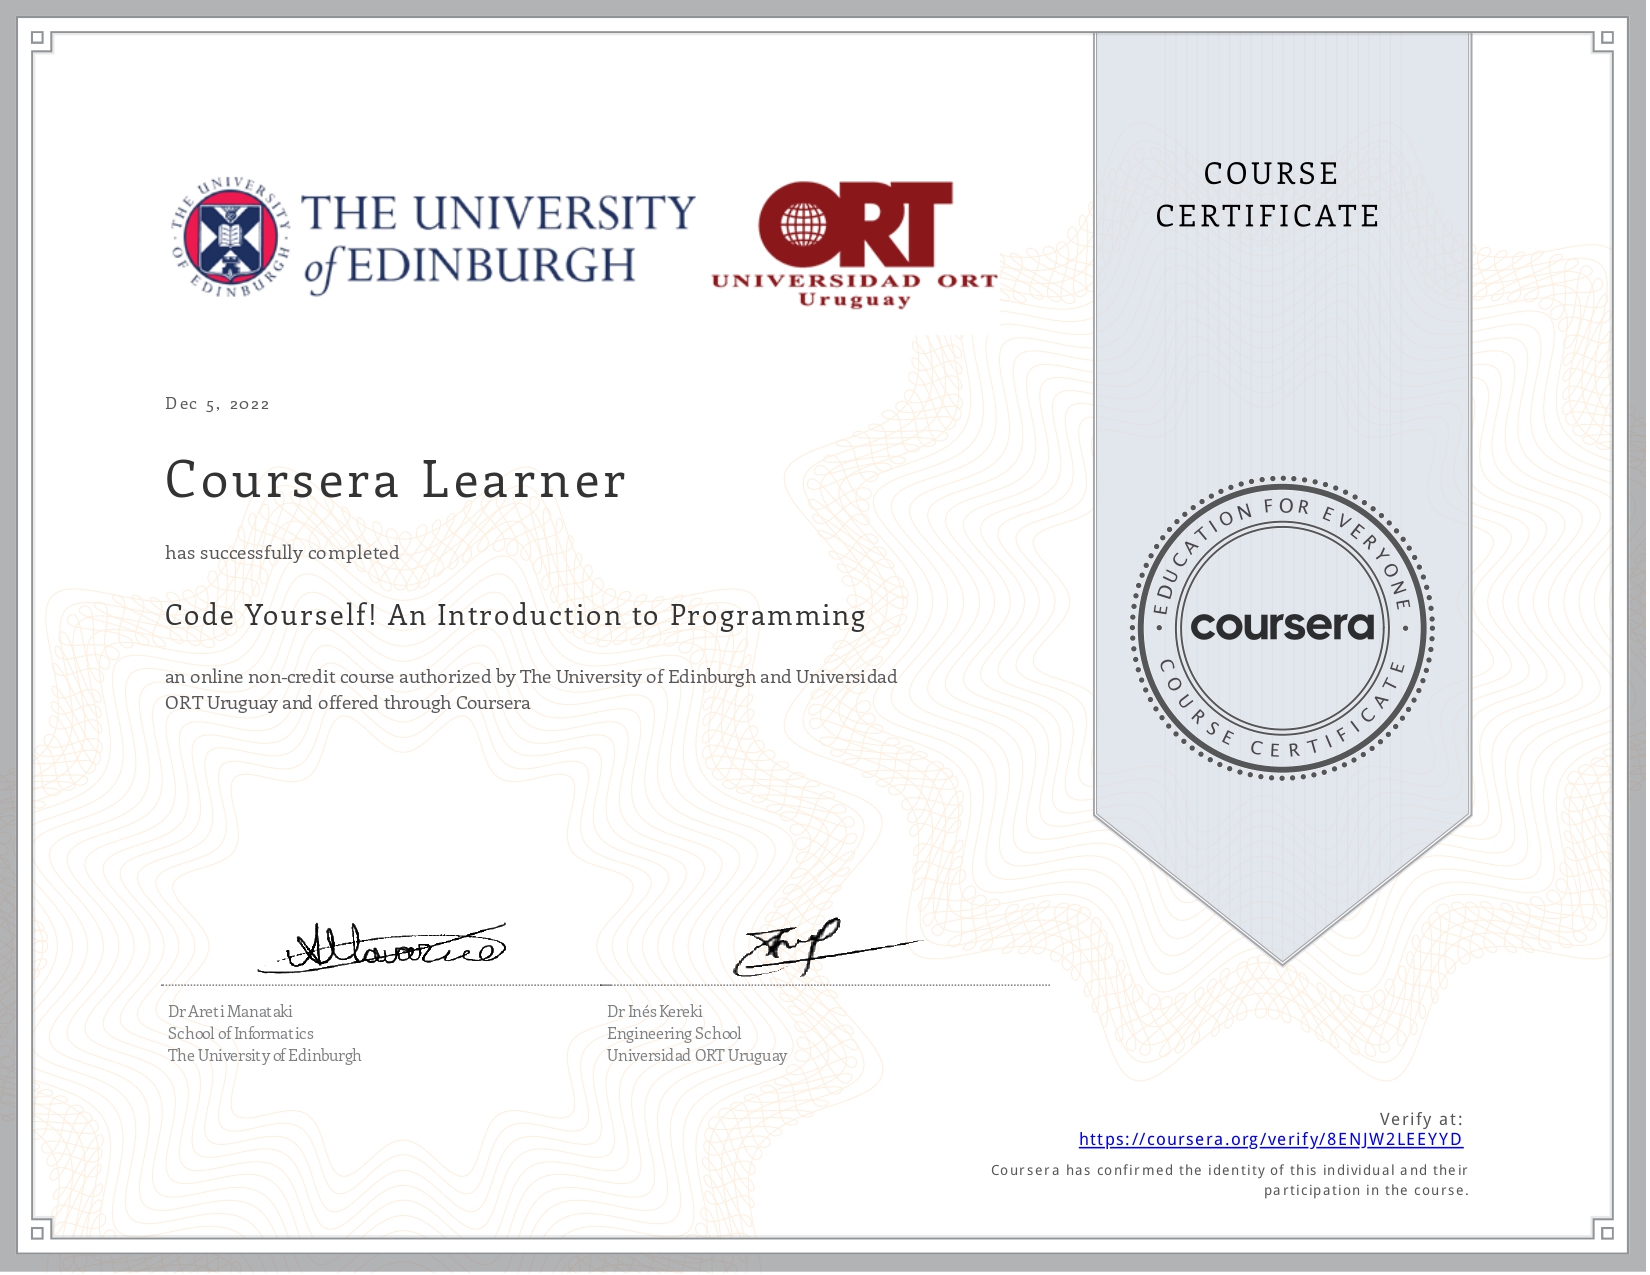 THE UNIVERSITY OF EDINBURGH
THE UNIVERSITY
of EDINBURGH
ORT
UNIVERSIDAD ORT
Uruguay
COURSE
CERTIFICATE
Dec 5, 2022
Coursera Learner
has successfully completed
Code Yourself! An Introduction to Programming
an online non-credit course authorized by The University of Edinburgh and Universidad
ORT Uruguay and offered through Coursera
EDUCATION FOR EVERYONE
coursera
COURSE CERTIFICATE
Dr Areti Manataki
School of Informatics
The University of Edinburgh
Dr Inés Kereki
Engineering School
Universidad ORT Uruguay
Verify at:
https://coursera.org/verify/8ENJW2LEEYYD
Coursera has confirmed the identity of this individual and their
participation in the course.